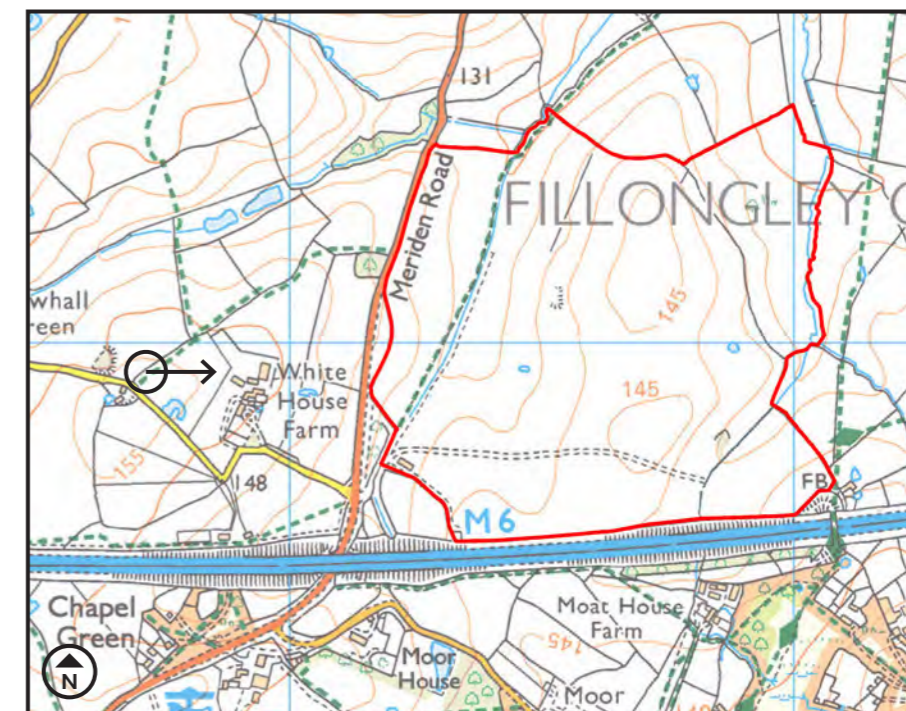 131
Meriden Road
FILLONGLEY
whall
reen
White
House
Farm
145
145
155
148
FB
M6
Chapel
Green
Moat House
Farm
145
Moor
House
Moor
N